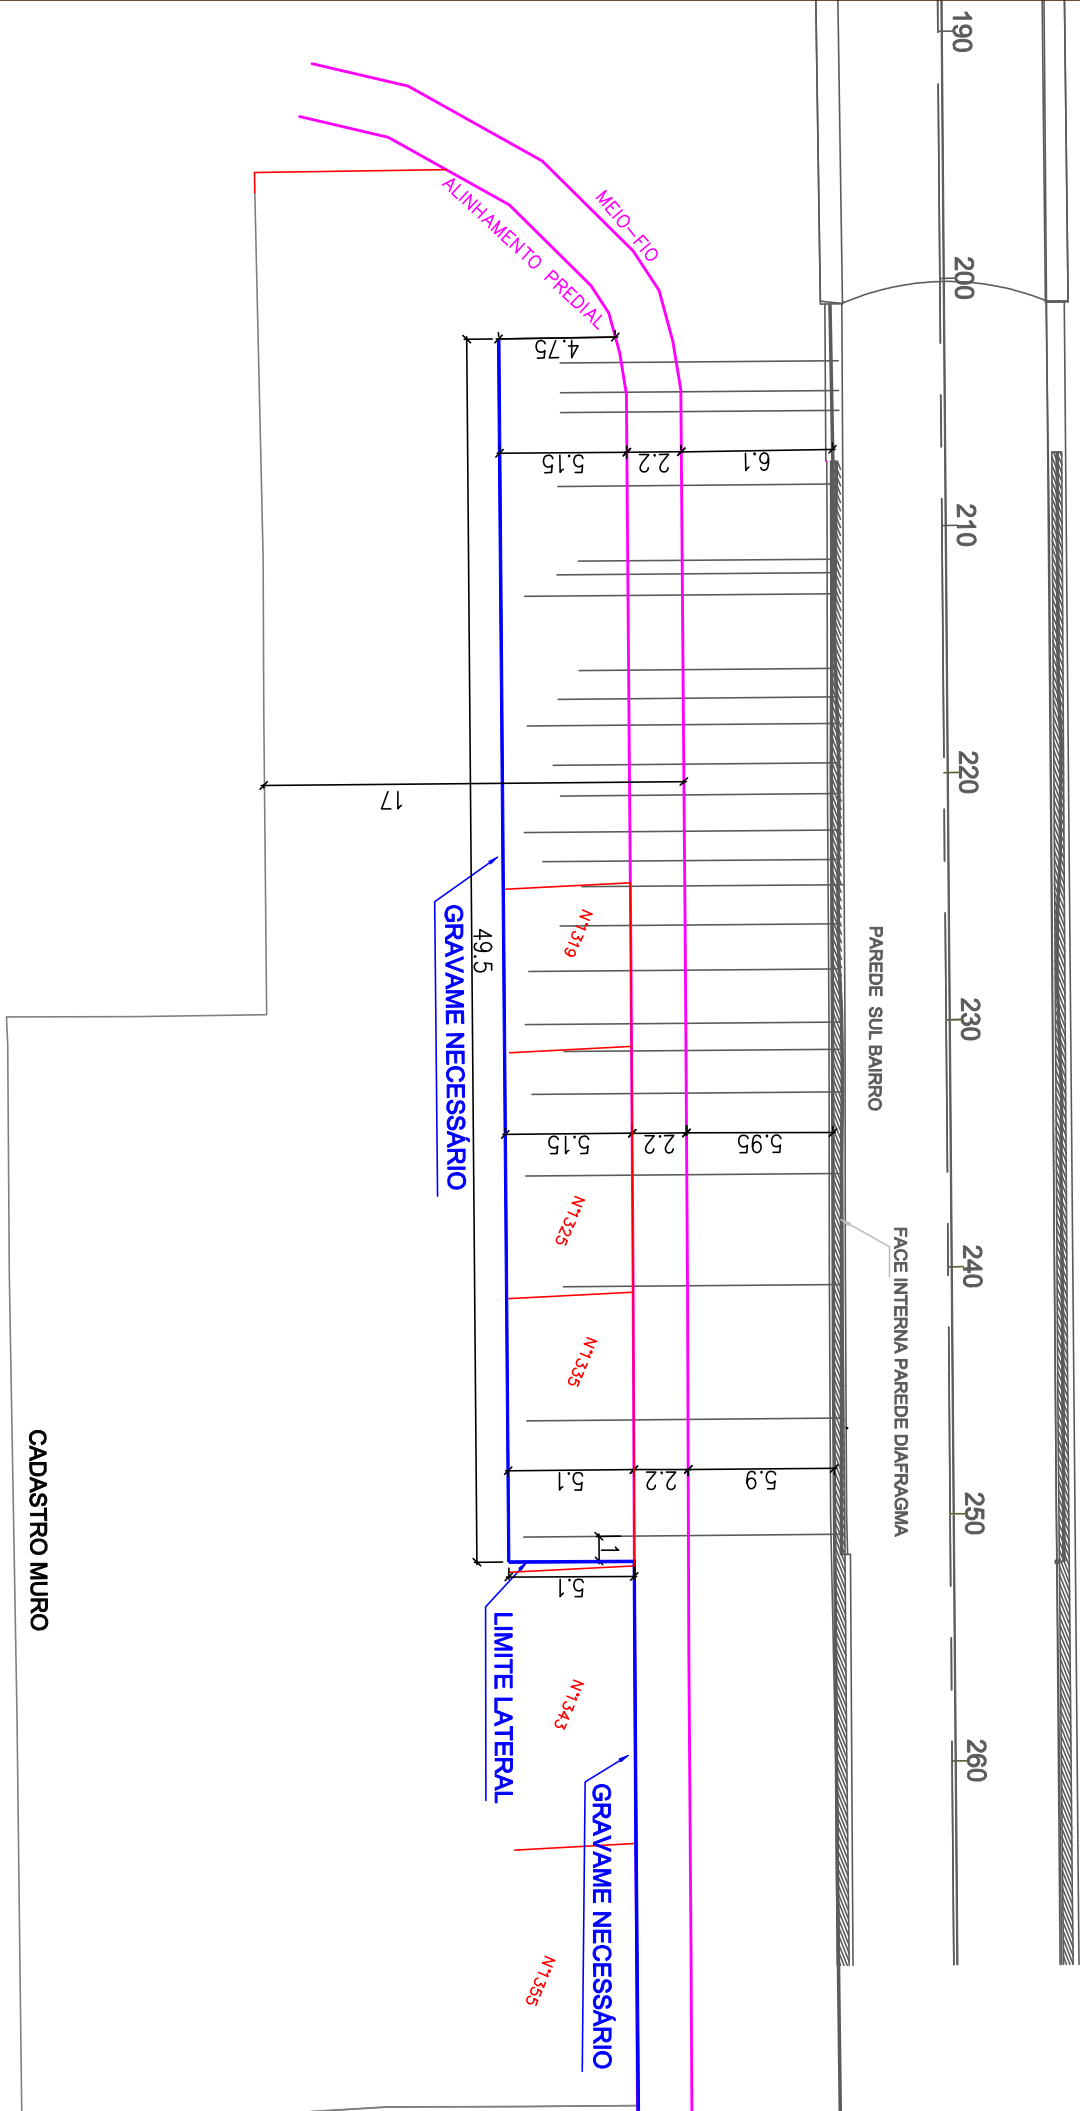 190
200
210
220
230
240
250
260
MEIO-FIO
ALINHAMENTO PREDIAL
4.75
5.15
2.2
6.1
17
49.5
GRAVAME NECESSÁRIO
N°1319
PAREDE SUL BAIRRO
5.15
2.2
5.95
N°1325
FACE INTERNA PAREDE DIAFRAGMA
N°1335
5.1
2.2
5.9
1
5.1
LIMITE LATERAL
N°1343
GRAVAME NECESSÁRIO
N°1355
CADASTRO MURO